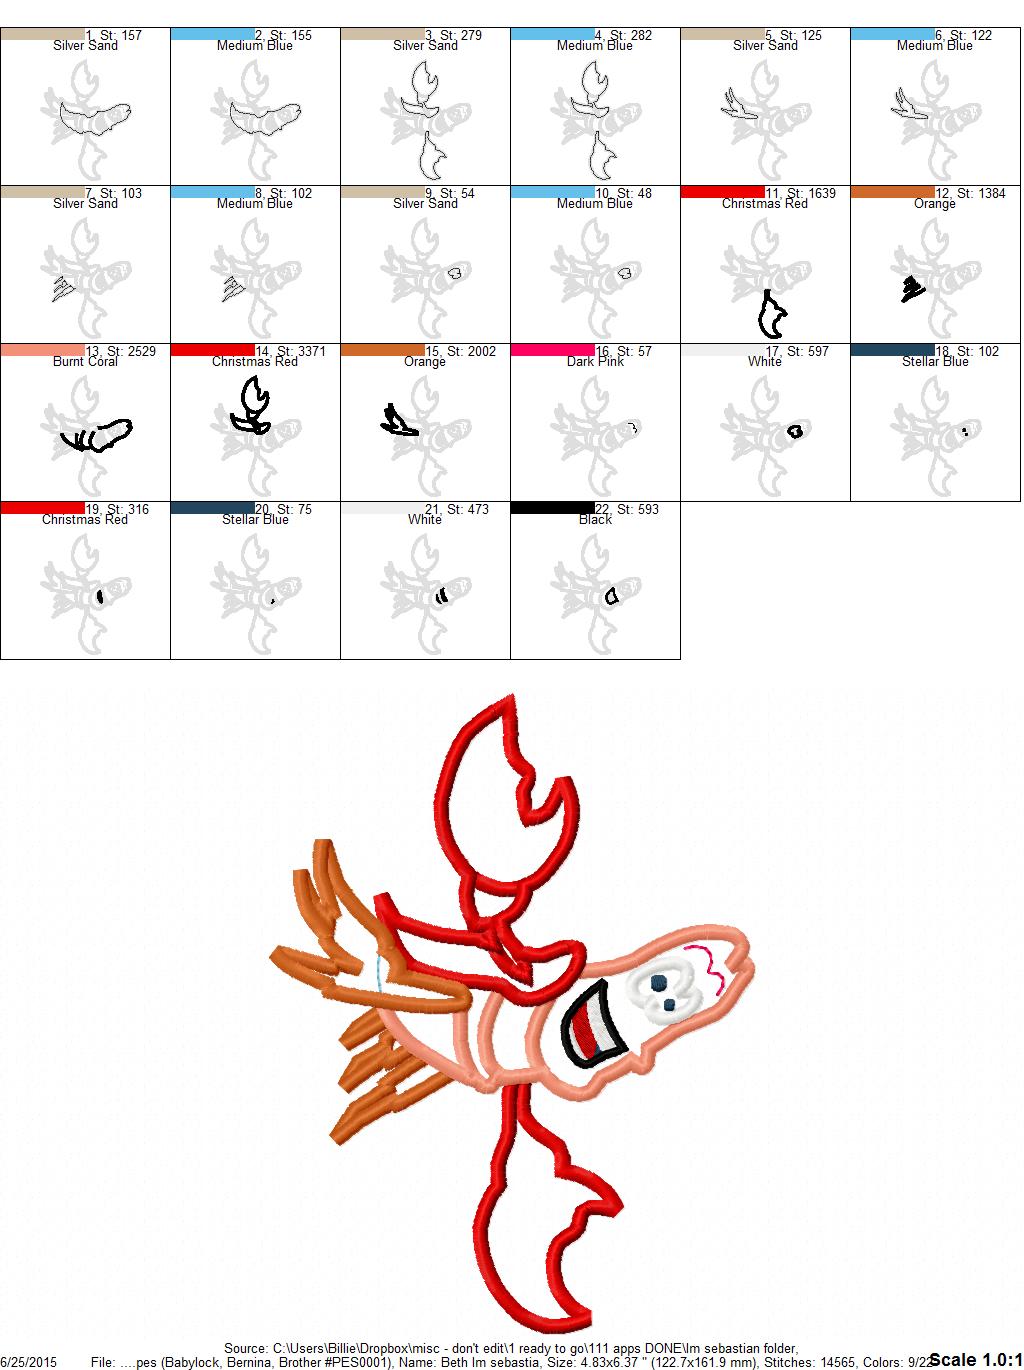 1, St: 157
Silver Sand
2, St: 155
Medium Blue
3, St: 279
Silver Sand
4, St: 282
Medium Blue
5, St: 125
Silver Sand
6, St: 122
Medium Blue
7, St: 103
Silver Sand
8, St: 102
Medium Blue
9, St: 54
Silver Sand
10, St: 48
Medium Blue
11, St: 1639
Christmas Red
12, St: 1384
Orange
13, St: 2529
Burnt Coral
14, St: 3371
Christmas Red
15, St: 2002
Orange
16, St: 57
Dark Pink
17, St: 597
White
18, St: 102
Stellar Blue
19, St: 316
Christmas Red
20, St: 75
Stellar Blue
21, St: 473
White
22, St: 593
Black
Source: C:\Users\Billie\Dropbox\misc - don't edit\1 ready to go\111 apps DONE\lm sebastian folder,
6/25/2015 File: ....pes (Babylock, Bernina, Brother #PES0001), Name: Beth lm sebastia, Size: 4.83x6.37 " (122.7x161.9 mm), Stitches: 14565, Colors: 9/22 Scale 1.0:1